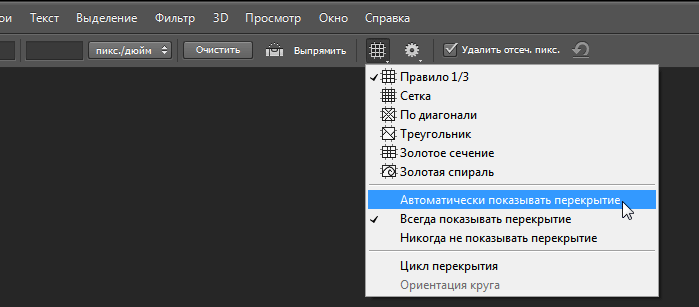 ои Текст Выделение Фильтр 3D Просмотр Окно Справка
пикс./дюйм Очистить Выпрямить Удалить отсеч. пикс.
Правило 1/3
Сетка
По диагонали
Треугольник
Золотое сечение
Золотая спираль
Автоматически показывать перекрытие
Всегда показывать перекрытие
Никогда не показывать перекрытие
Цикл перекрытия
Ориентация круга